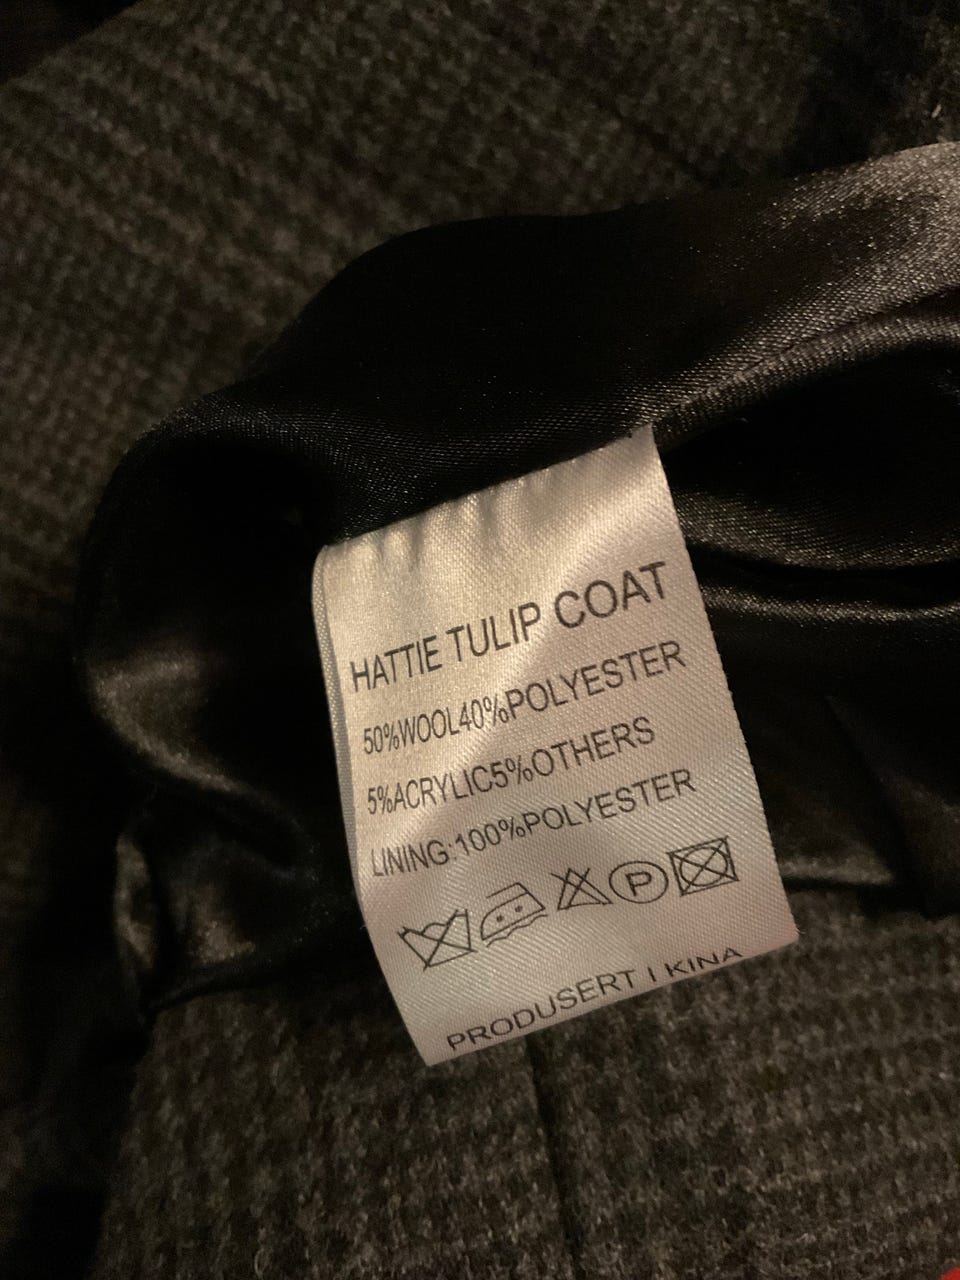 HATTIE TULIP COAT
50%WOOL40%POLYESTER
5%ACRYLIC5%OTHERS
LINING:100%POLYESTER
P
PRODUSERT I KINA